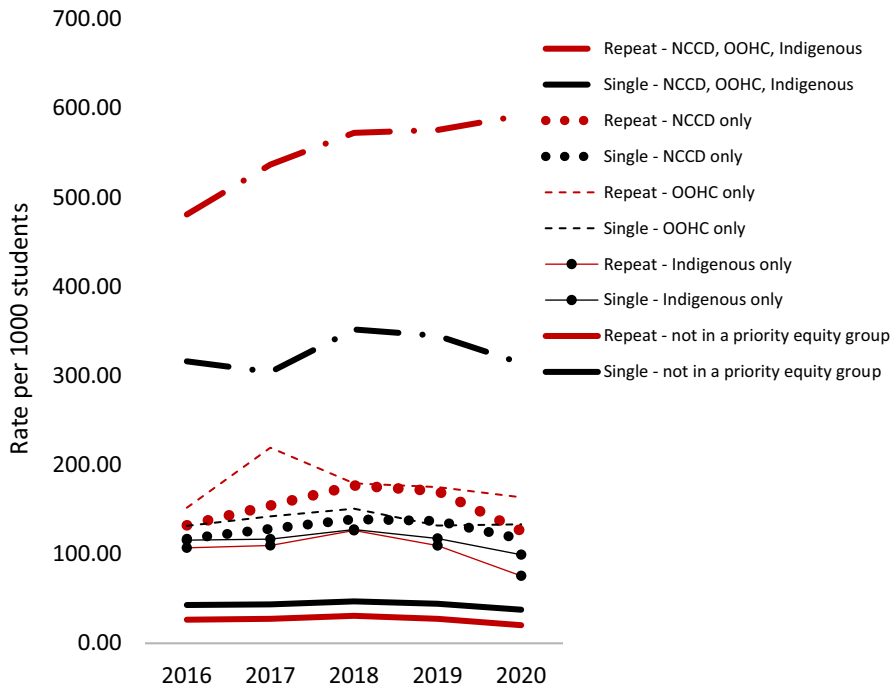 700.00
600.00
500.00
400.00
300.00
200.00
100.00
0.00
Rate per 1000 students
2016 2017 2018 2019 2020
Repeat - NCCD, OOHC, Indigenous
Single - NCCD, OOHC, Indigenous
Repeat - NCCD only
Single - NCCD only
Repeat - OOHC only
Single - OOHC only
Repeat - Indigenous only
Single - Indigenous only
Repeat - not in a priority equity group
Single - not in a priority equity group